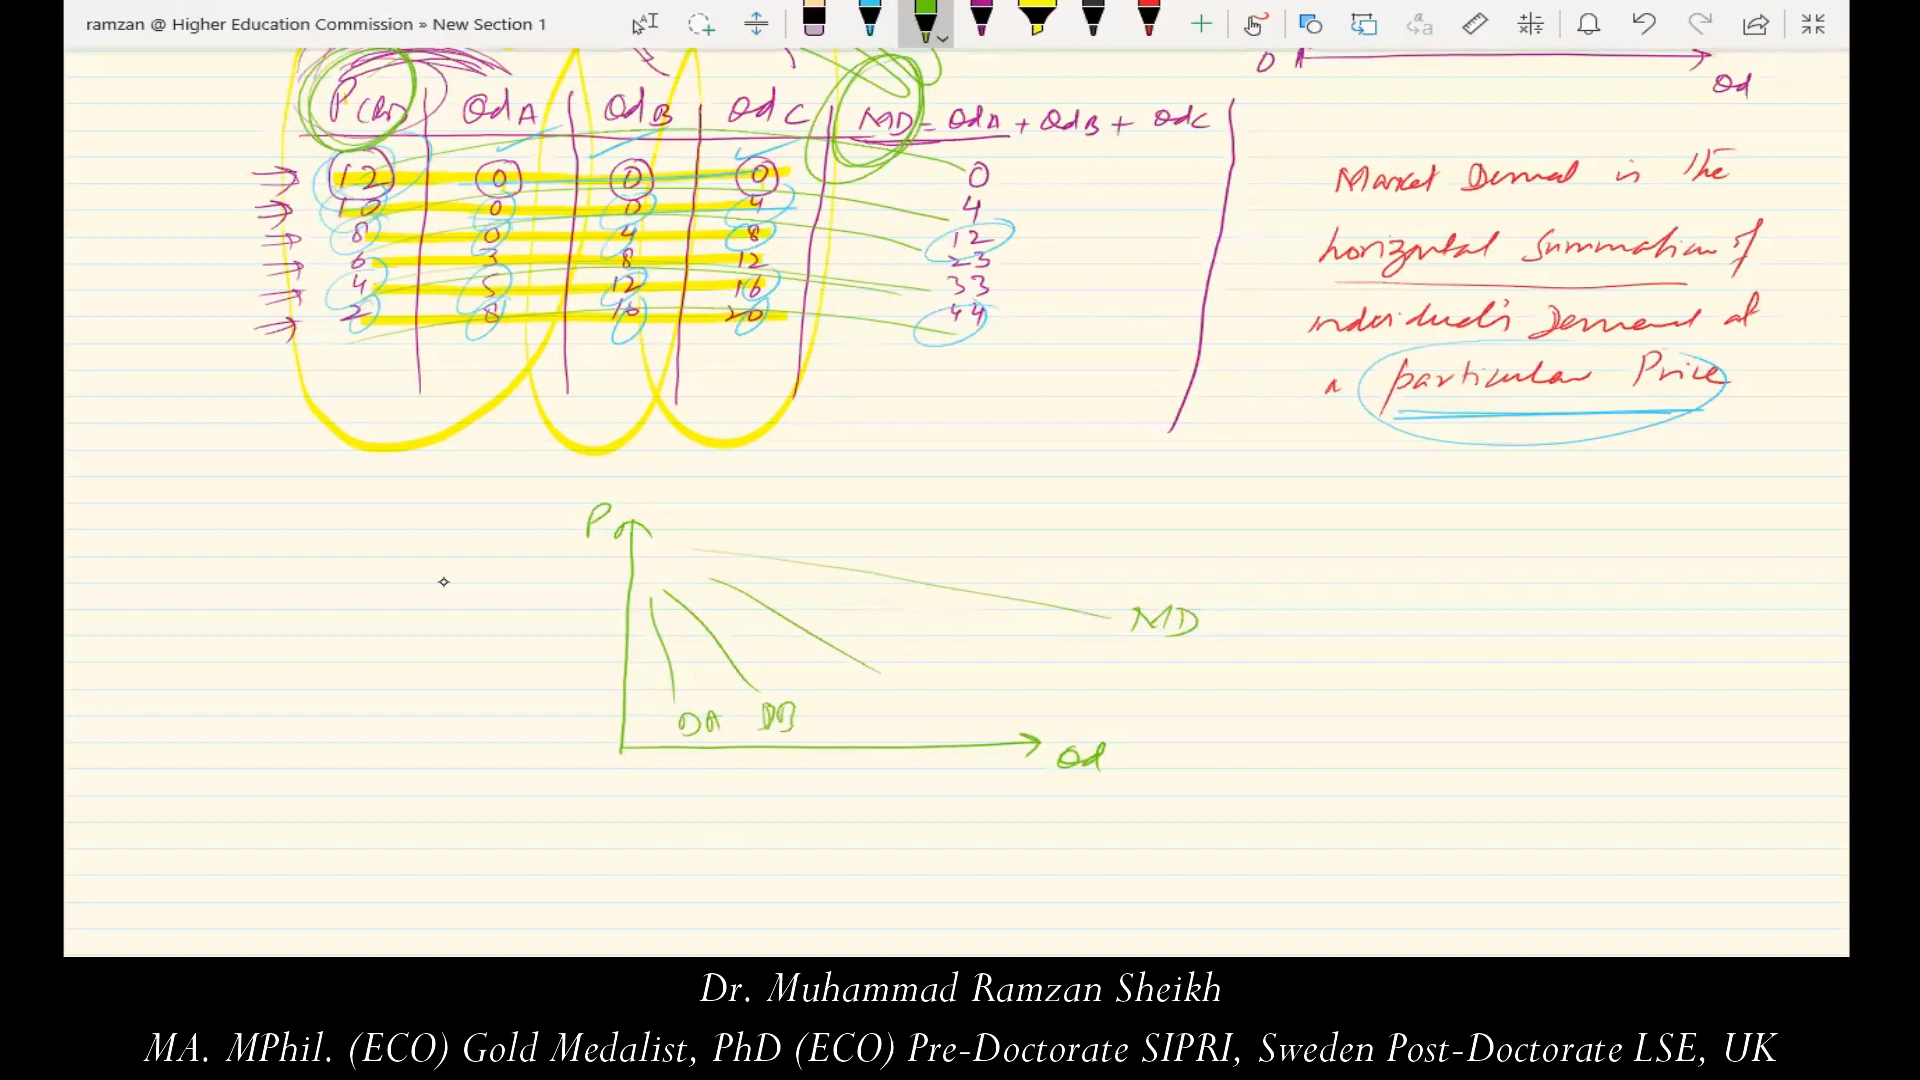 ramzan @ Higher Education Commission » New Section 1
O Qd
P(Rs) QdA QdB QdC MD = QdA + QdB + QdC
12 0 0 0 0
10 0 0 4 4
8 0 4 8 12
6 3 8 12 23
4 5 12 16 33
2 8 16 20 44
Market Demand is the
horizontal summation of
individual's Demand at
a particular Price
P
MD
DA DB
Qd
Dr. Muhammad Ramzan Sheikh
MA. MPhil. (ECO) Gold Medalist, PhD (ECO) Pre-Doctorate SIPRI, Sweden Post-Doctorate LSE, UK